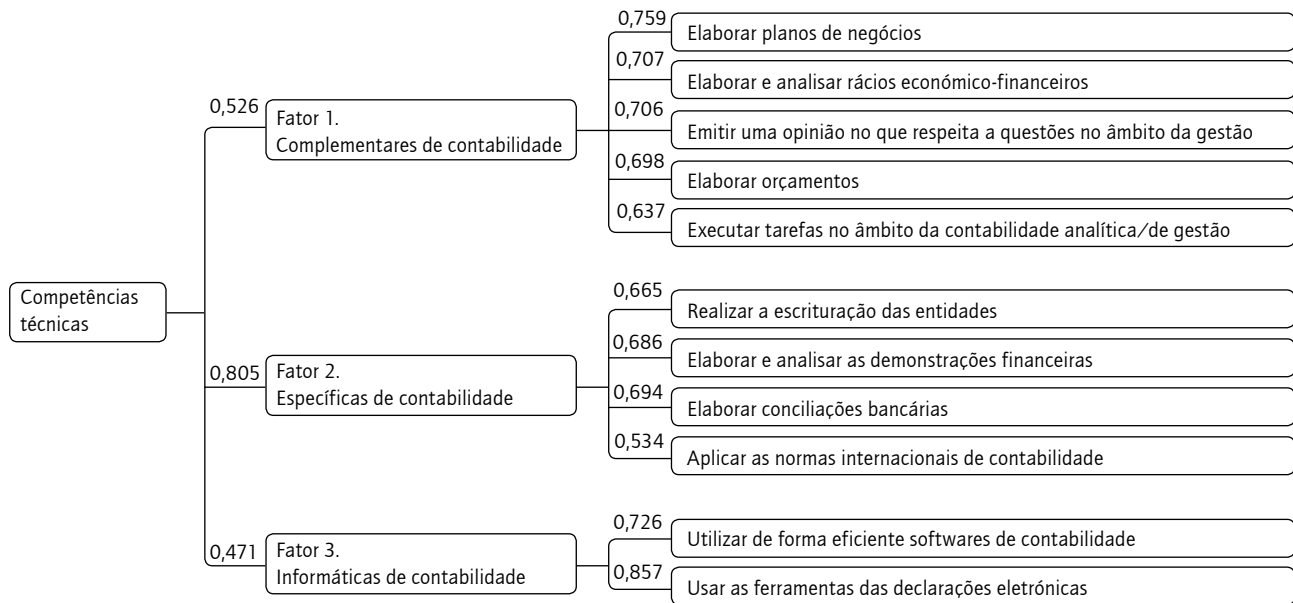 0,759
Elaborar planos de negócios
0,707
Elaborar e analisar rácios económico-financeiros
0,526
Fator 1.
Complementares de contabilidade
0,706
Emitir uma opinião no que respeita a questões no âmbito da gestão
0,698
Elaborar orçamentos
0,637
Executar tarefas no âmbito da contabilidade analítica/de gestão
Competências
técnicas
0,665
Realizar a escrituração das entidades
0,805
Fator 2.
Específicas de contabilidade
0,686
Elaborar e analisar as demonstrações financeiras
0,694
Elaborar conciliações bancárias
0,534
Aplicar as normas internacionais de contabilidade
0,471
Fator 3.
Informáticas de contabilidade
0,726
Utilizar de forma eficiente softwares de contabilidade
0,857
Usar as ferramentas das declarações eletrónicas